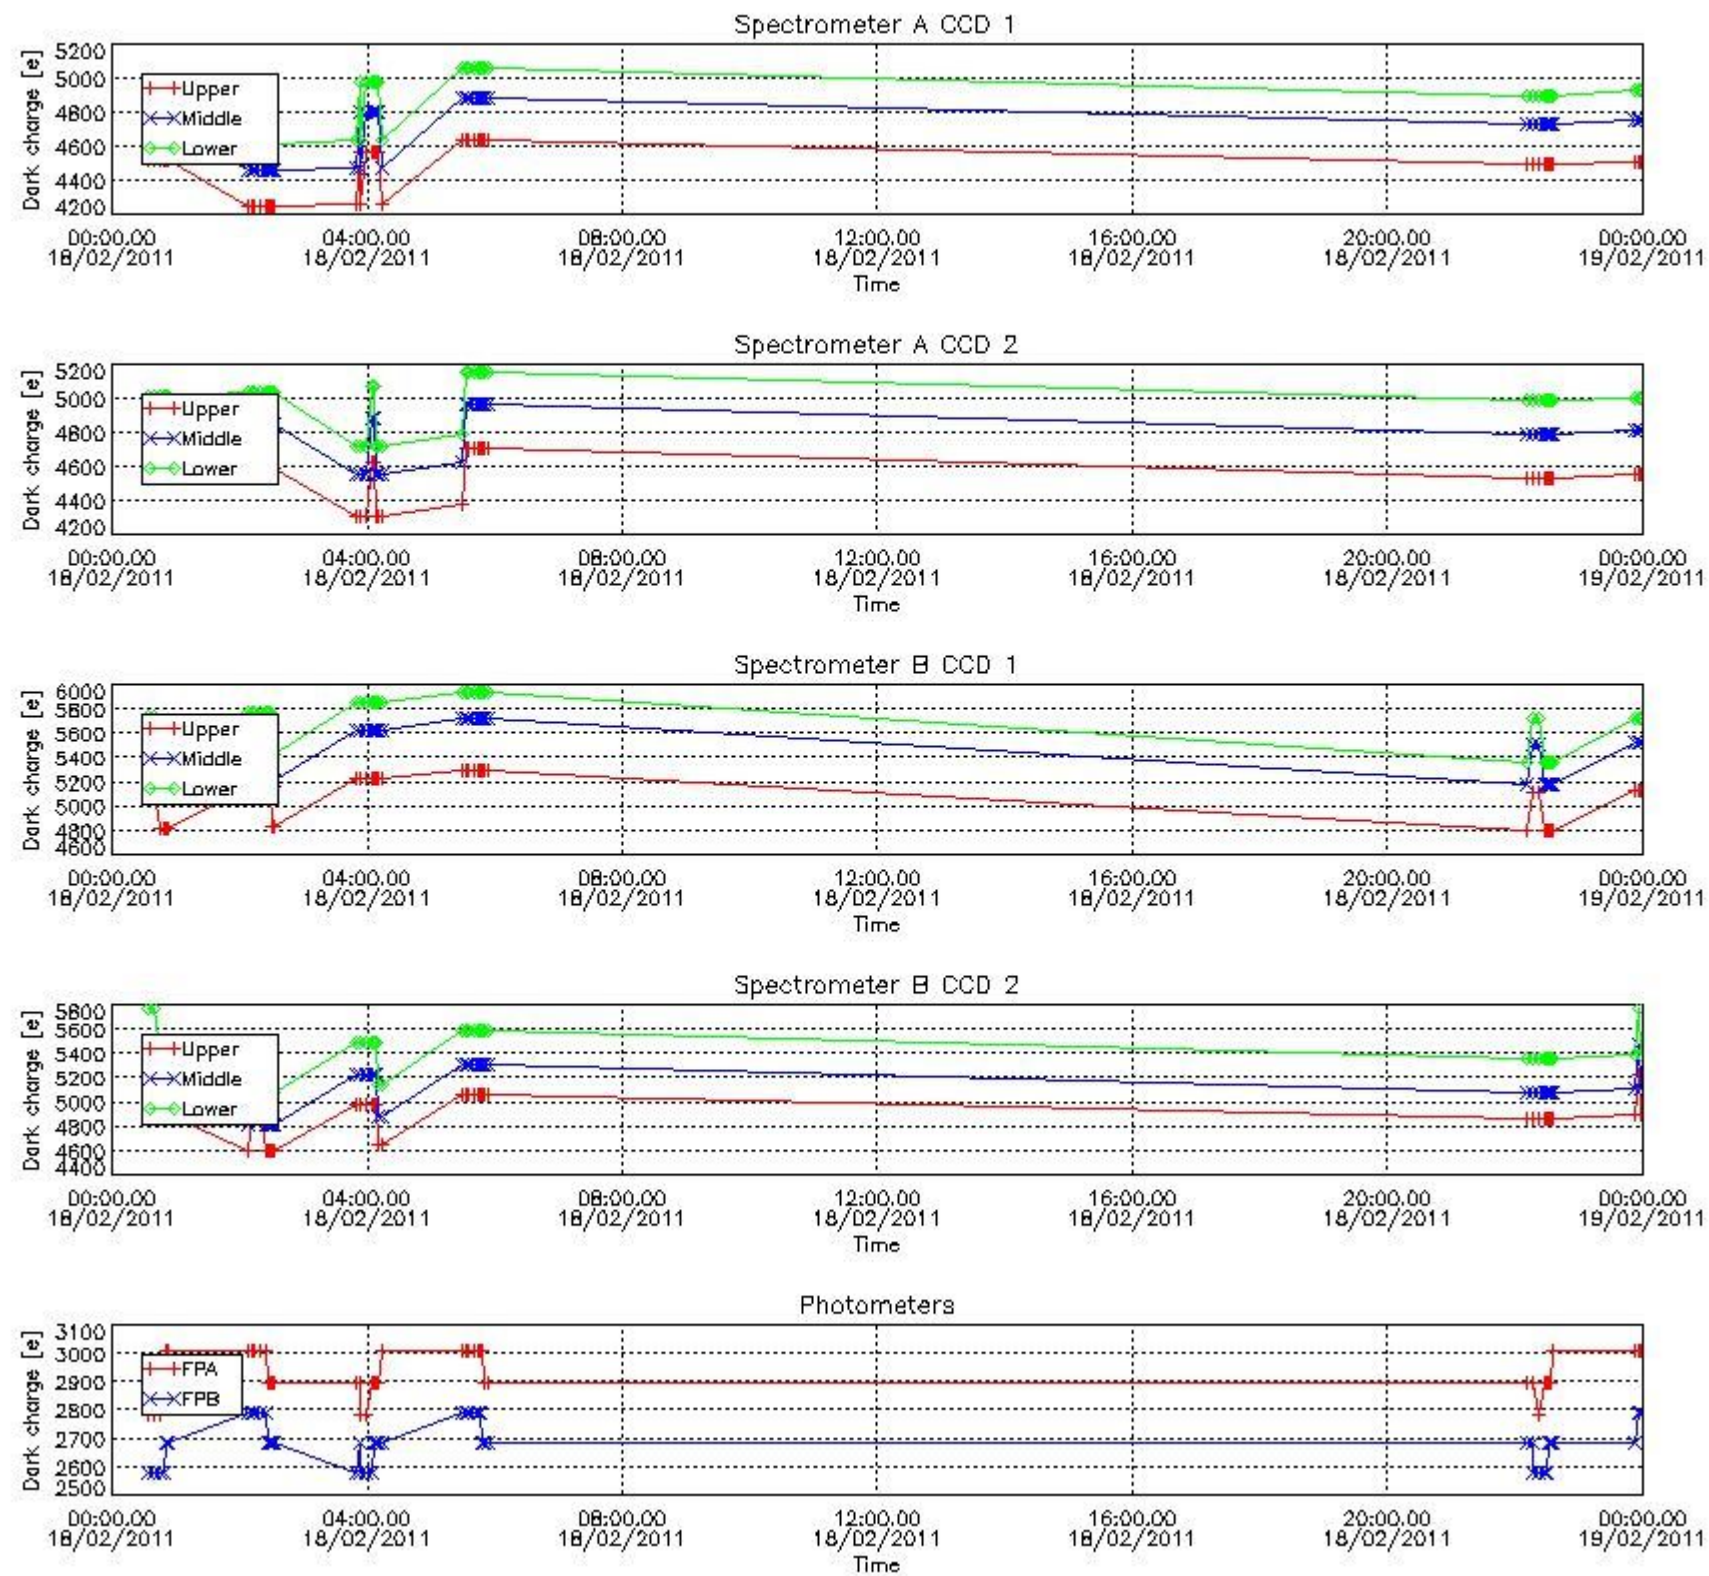 Spectrometer A CCD 1
Dark charge [e]
5200
5000
4800
4600
4400
4200
Upper
Middle
Lower
00:00.00 04:00.00 08:00.00 12:00.00 16:00.00 20:00.00 00:00.00
18/02/2011 18/02/2011 18/02/2011 18/02/2011 18/02/2011 18/02/2011 19/02/2011
Time
Spectrometer A CCD 2
Dark charge [e]
5200
5000
4800
4600
4400
4200
Upper
Middle
Lower
00:00.00 04:00.00 08:00.00 12:00.00 16:00.00 20:00.00 00:00.00
18/02/2011 18/02/2011 18/02/2011 18/02/2011 18/02/2011 18/02/2011 19/02/2011
Time
Spectrometer B CCD 1
Dark charge [e]
6000
5800
5600
5400
5200
5000
4800
4600
Upper
Middle
Lower
00:00.00 04:00.00 08:00.00 12:00.00 16:00.00 20:00.00 00:00.00
18/02/2011 18/02/2011 18/02/2011 18/02/2011 18/02/2011 18/02/2011 19/02/2011
Time
Spectrometer B CCD 2
Dark charge [e]
5800
5600
5400
5200
5000
4800
4600
4400
Upper
Middle
Lower
00:00.00 04:00.00 08:00.00 12:00.00 16:00.00 20:00.00 00:00.00
18/02/2011 18/02/2011 18/02/2011 18/02/2011 18/02/2011 18/02/2011 19/02/2011
Time
Photometers
Dark charge [e]
3100
3000
2900
2800
2700
2600
2500
FPA
FPB
00:00.00 04:00.00 08:00.00 12:00.00 16:00.00 20:00.00 00:00.00
18/02/2011 18/02/2011 18/02/2011 18/02/2011 18/02/2011 18/02/2011 19/02/2011
Time